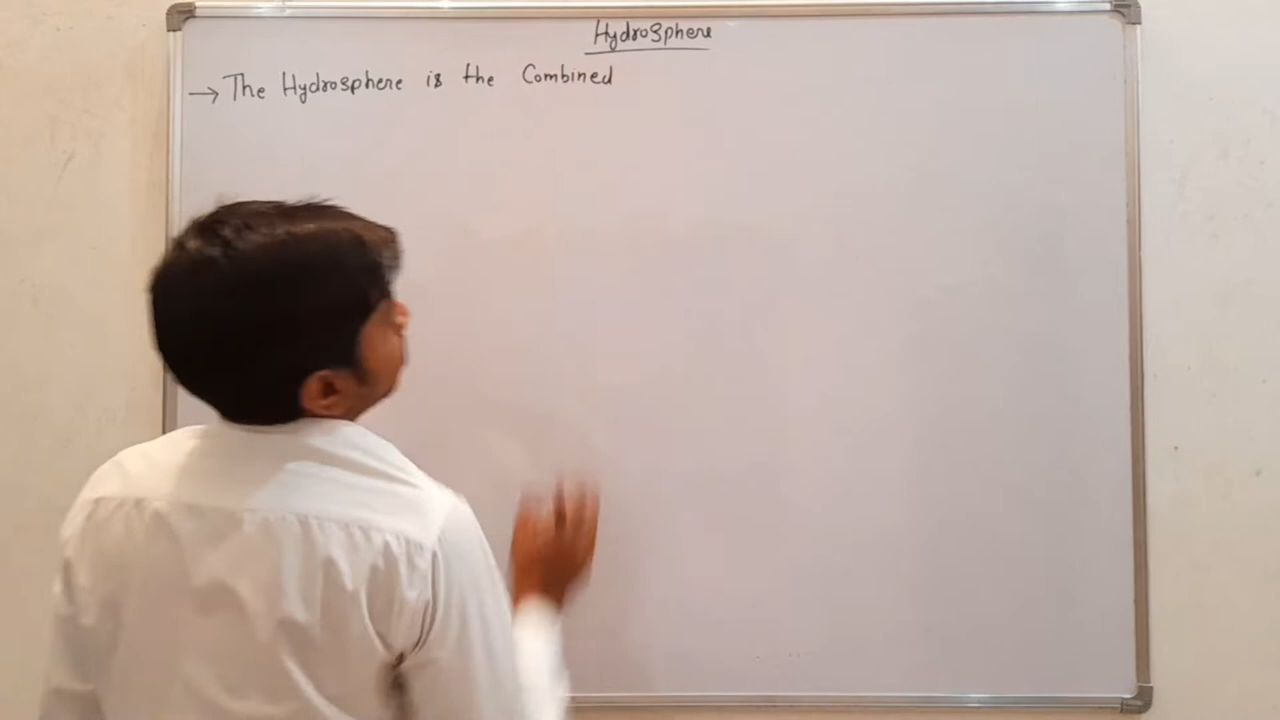 Hydrosphere
→ The Hydrosphere is the Combined